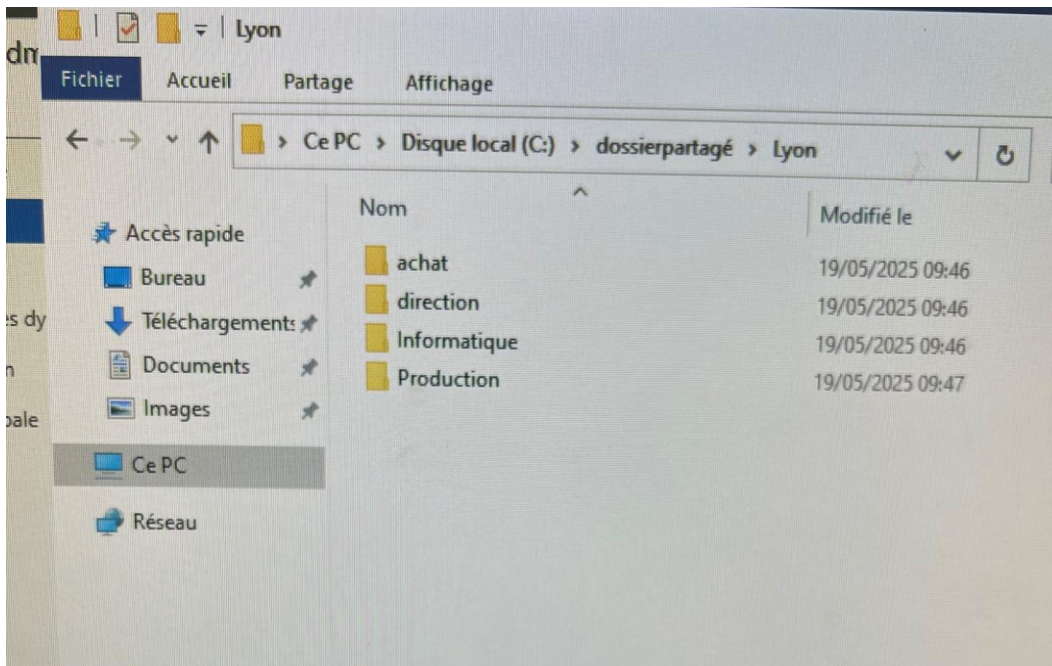 Lyon
Fichier Accueil Partage Affichage
Ce PC > Disque local (C:) > dossierpartagé > Lyon
Nom Modifié le
Accès rapide
Bureau
Téléchargements
Documents
Images
Ce PC
Réseau
achat 19/05/2025 09:46
direction 19/05/2025 09:46
Informatique 19/05/2025 09:46
Production 19/05/2025 09:47